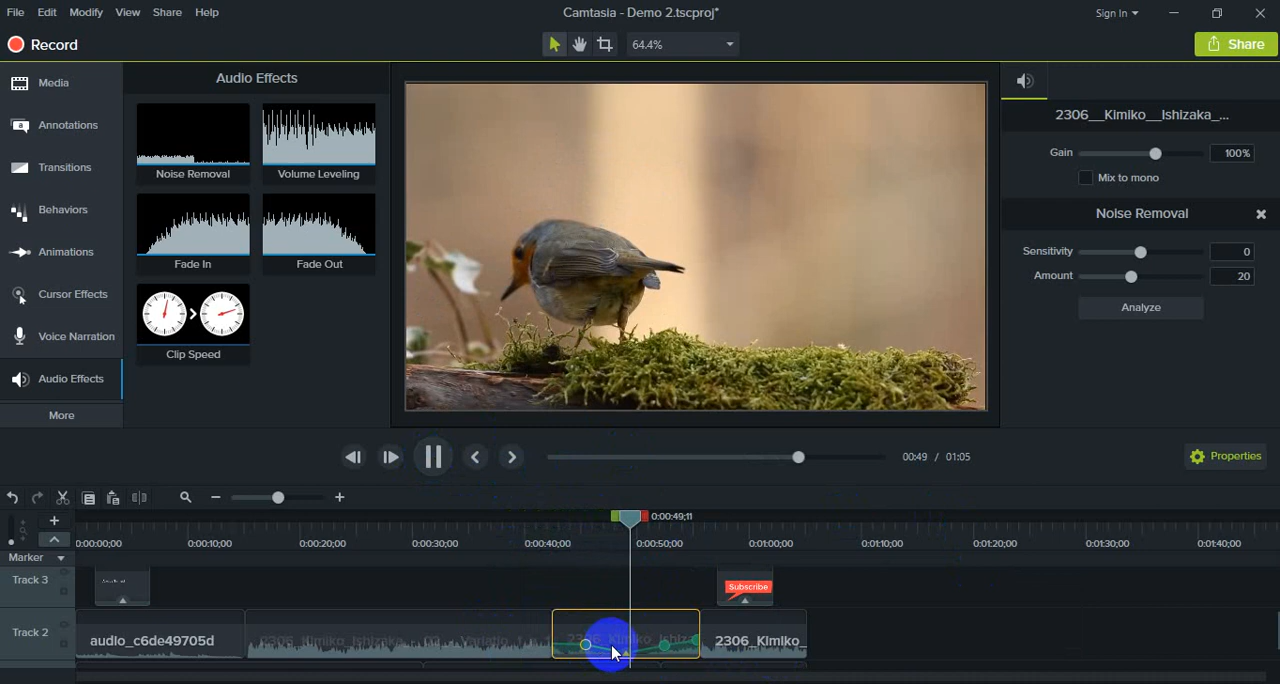 File Edit Modify View Share Help
Camtasia - Demo 2.tscproj*
Sign In
Record
64.4%
Share
Media
Annotations
Transitions
Behaviors
Animations
Cursor Effects
Voice Narration
Audio Effects
More
Audio Effects
Noise Removal
Volume Leveling
Fade In
Fade Out
Clip Speed
2306__Kimiko__Ishizaka_...
Gain 100%
Mix to mono
Noise Removal
Sensitivity 0
Amount 20
Analyze
00:49 / 01:05
Properties
0:00:49;11
0:00:00;00 0:00:10;00 0:00:20;00 0:00:30;00 0:00:40;00 0:00:50;00 0:01:00;00 0:01:10;00 0:01:20;00 0:01:30;00 0:01:40;00
Marker
Track 3
Subscribe
Track 2
audio_c6de49705d
2306_Kimiko_